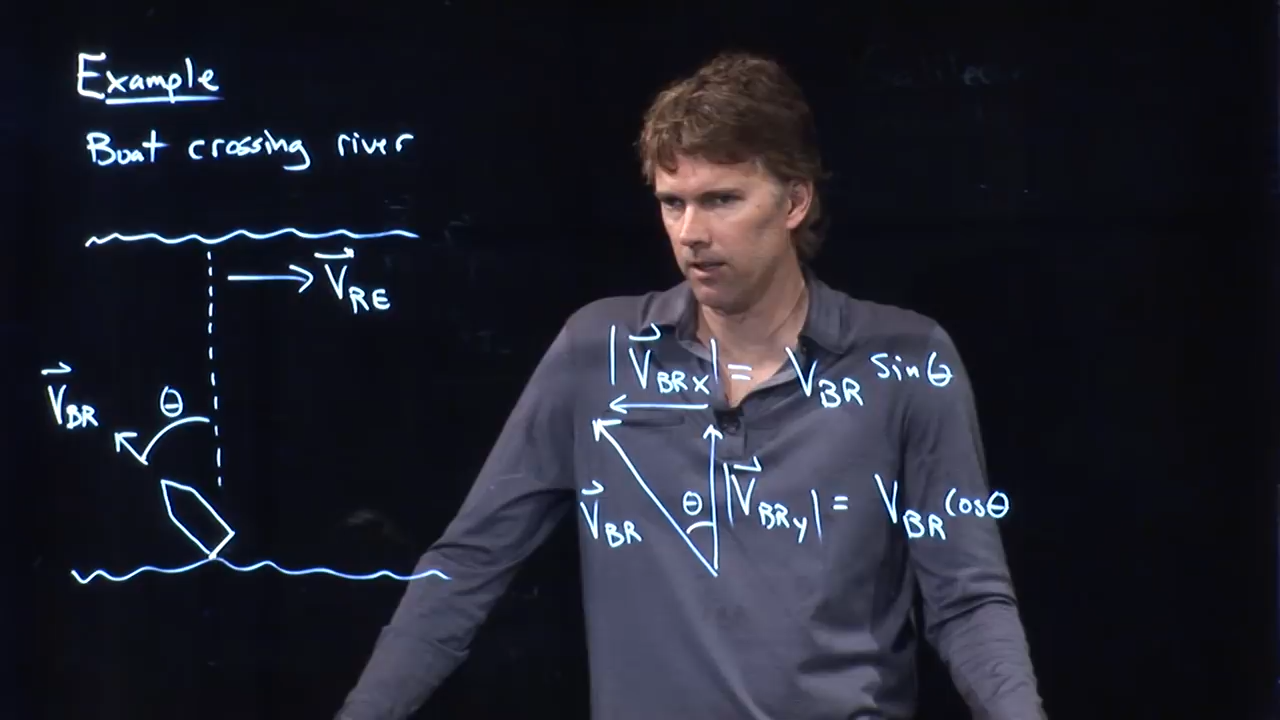 Example
Boat crossing river
V⃗RE
V⃗BR
θ
|V⃗BRx| = VBR sinθ
V⃗BR
θ
|V⃗BRy| = VBR cosθ